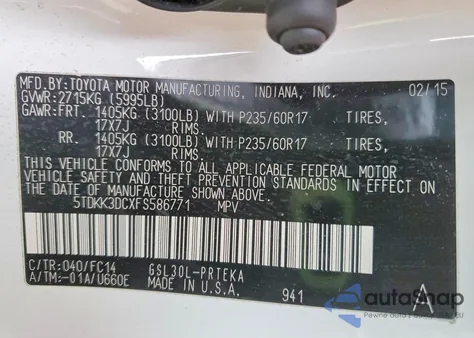 MFD.BY:TOYOTA MOTOR MANUFACTURING, INDIANA, INC. 02/15
GVWR:2715KG (5995LB)
GAWR:FRT. 1405KG (3100LB) WITH P235/60R17 TIRES,
17X7J RIMS.
RR. 1405KG (3100LB) WITH P235/60R17 TIRES,
17X7J RIMS.
THIS VEHICLE CONFORMS TO ALL APPLICABLE FEDERAL MOTOR
VEHICLE SAFETY AND THEFT PREVENTION STANDARDS IN EFFECT
ON THE DATE OF MANUFACTURE SHOWN ABOVE.
5TDKK3DCXFS586771 MPV
C/TR:040/FC14 GSL30L-PRTEKA
A/TM:-01A/U660E MADE IN U.S.A. 941 A
autoSnap